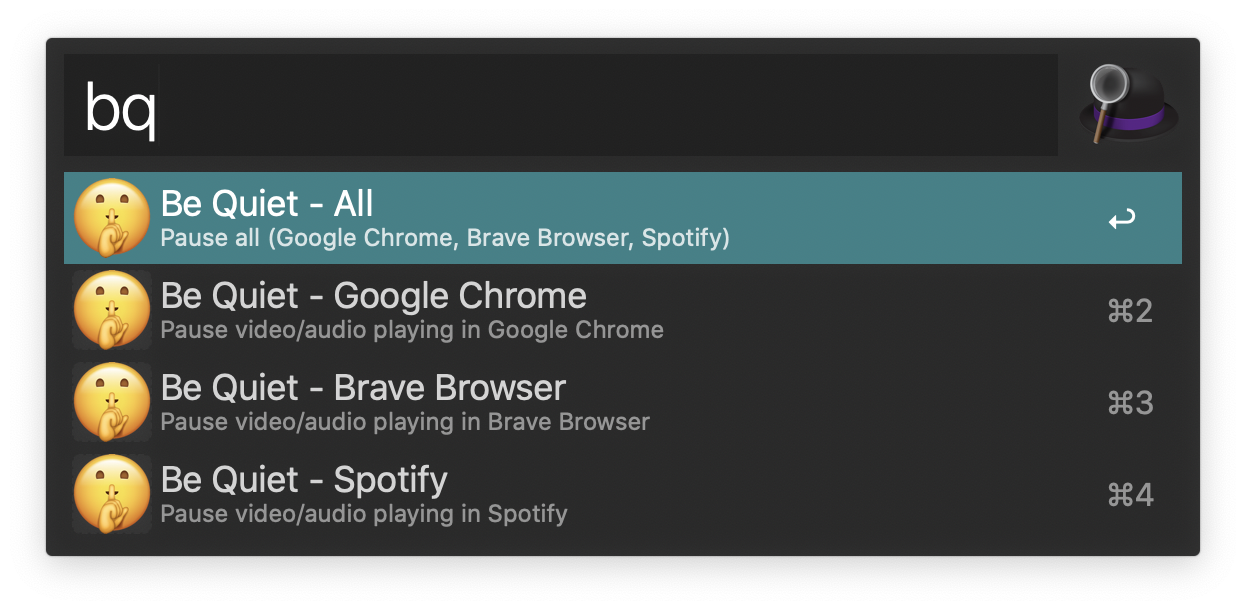 bq
Be Quiet - All
Pause all (Google Chrome, Brave Browser, Spotify)
↩
Be Quiet - Google Chrome
Pause video/audio playing in Google Chrome
⌘2
Be Quiet - Brave Browser
Pause video/audio playing in Brave Browser
⌘3
Be Quiet - Spotify
Pause video/audio playing in Spotify
⌘4